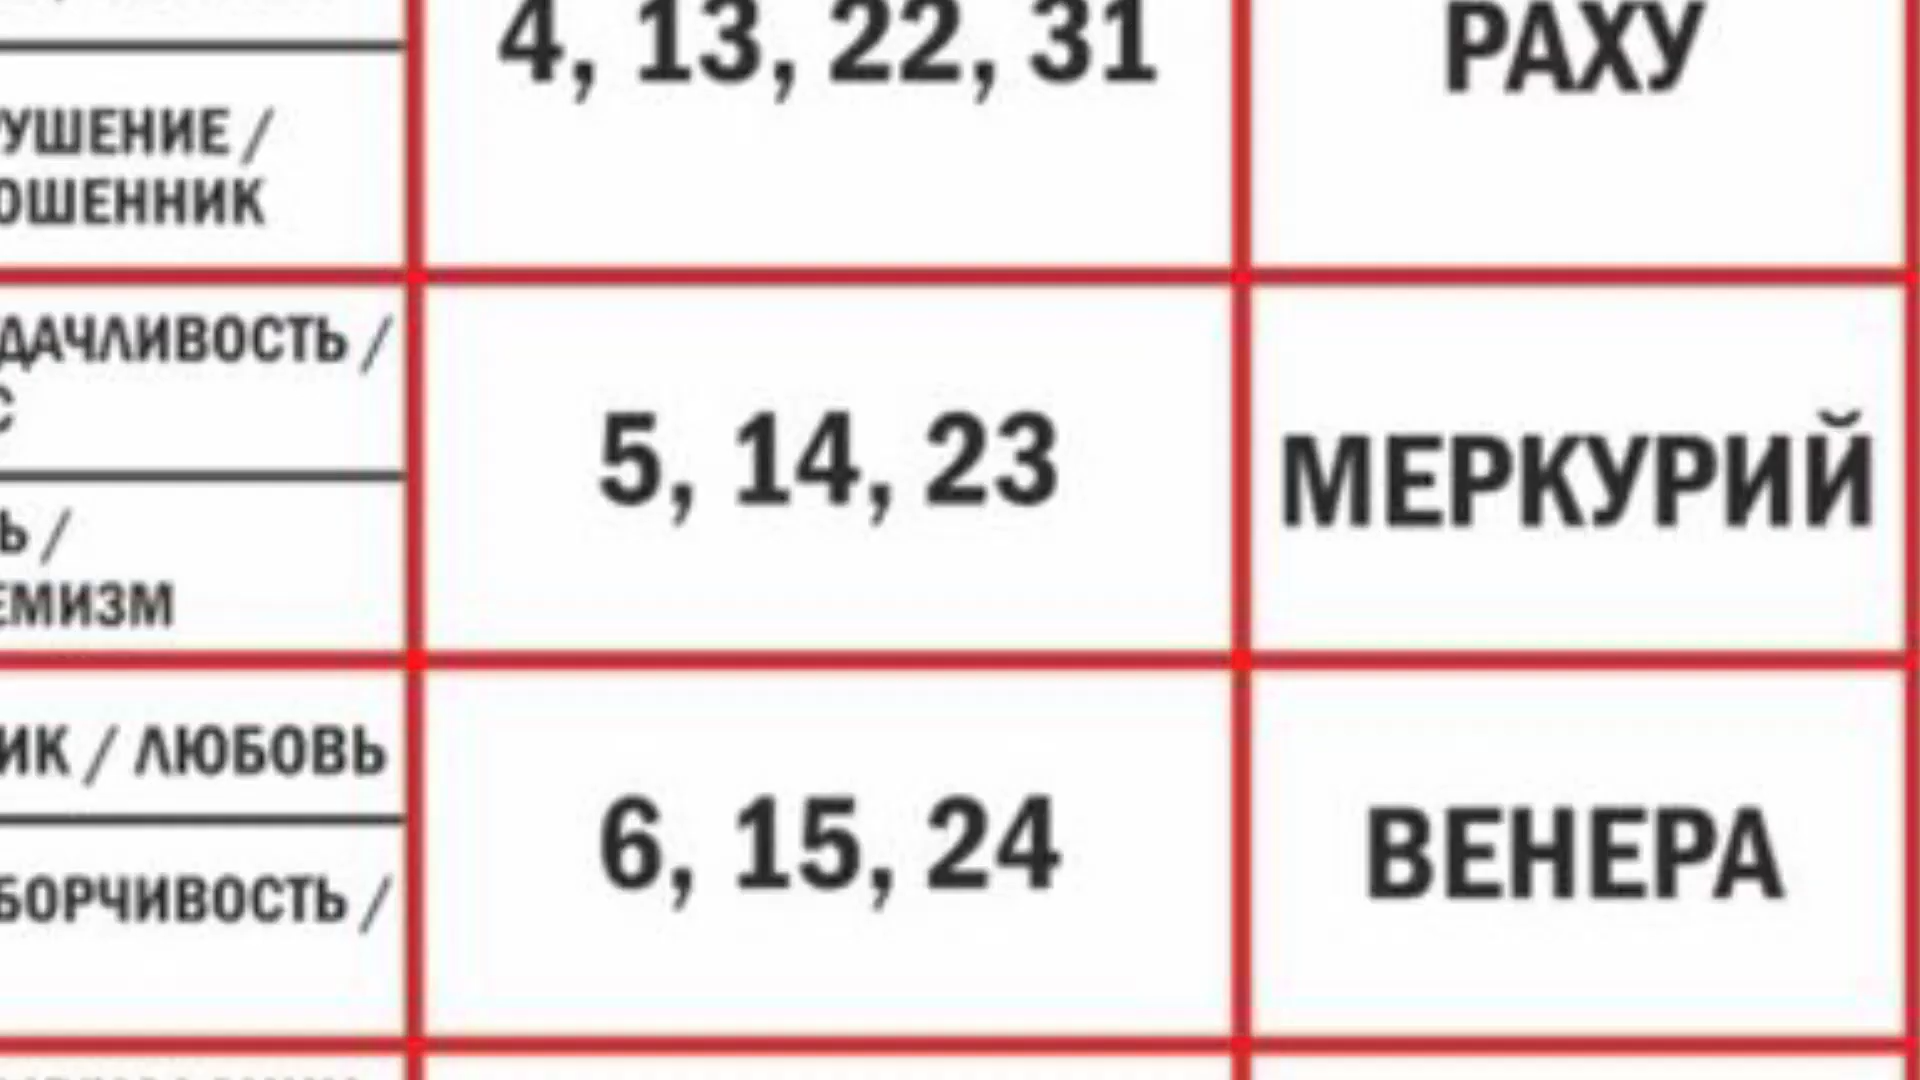 4, 13, 22, 31
РАХУ
УШЕНИЕ /
ОШЕННИК
ДАЧЛИВОСТЬ /
С
5, 14, 23
МЕРКУРИЙ
Ь /
ЕМИЗМ
ИК / ЛЮБОВЬ
6, 15, 24
ВЕНЕРА
БОРЧИВОСТЬ /